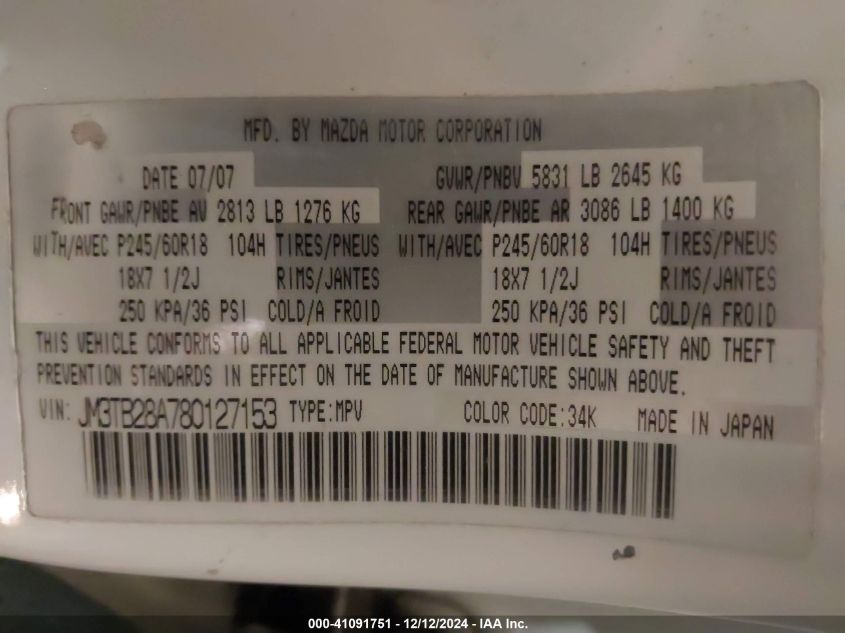 MFD. BY MAZDA MOTOR CORPORATION
DATE 07/07 GVWR/PNBV 5831 LB 2645 KG
FRONT GAWR/PNBE AV 2813 LB 1276 KG REAR GAWR/PNBE AR 3086 LB 1400 KG
WITH/AVEC P245/60R18 104H TIRES/PNEUS WITH/AVEC P245/60R18 104H TIRES/PNEUS
18X7 1/2J RIMS/JANTES 18X7 1/2J RIMS/JANTES
250 KPA/36 PSI COLD/A FROID 250 KPA/36 PSI COLD/A FROID
THIS VEHICLE CONFORMS TO ALL APPLICABLE FEDERAL MOTOR VEHICLE SAFETY AND THEFT
PREVENTION STANDARDS IN EFFECT ON THE DATE OF MANUFACTURE SHOWN ABOVE.
VIN: JM3TB28A780127153 TYPE:MPV COLOR CODE:34K MADE IN JAPAN
000-41091751 - 12/12/2024 - IAA Inc.